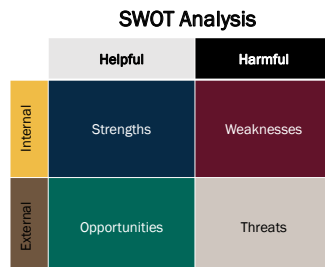 SWOT Analysis
Helpful
Harmful
Internal
Strengths
Weaknesses
External
Opportunities
Threats